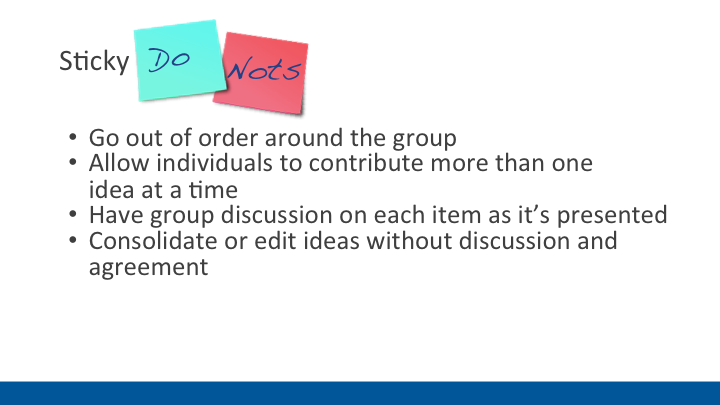 Sticky Do Nots
• Go out of order around the group
• Allow individuals to contribute more than one
idea at a time
• Have group discussion on each item as it’s presented
• Consolidate or edit ideas without discussion and
agreement